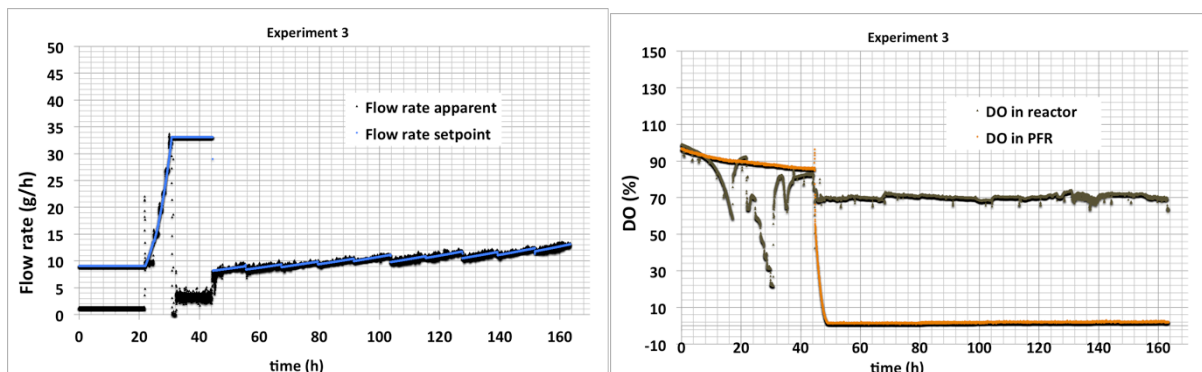 Experiment 3
50
45
40
35
30
25
20
15
10
5
0
Flow rate (g/h)
Flow rate apparent
Flow rate setpoint
0 20 40 60 80 100 120 140 160
time (h)
Experiment 3
150
130
110
90
70
50
30
10
-10
DO (%)
DO in reactor
DO in PFR
0 20 40 60 80 100 120 140 160
time (h)